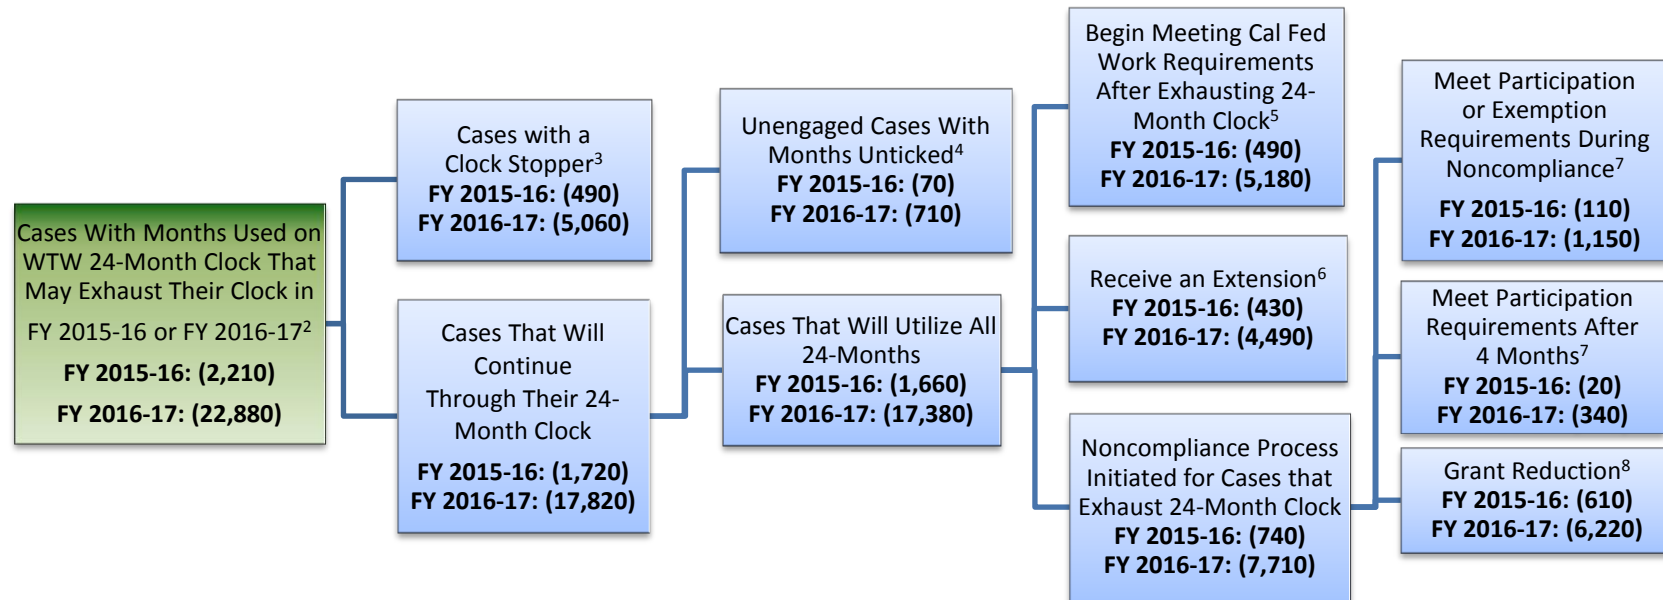 Cases With Months Used on
WTW 24-Month Clock That
May Exhaust Their Clock in
FY 2015-16 or FY 2016-17²
FY 2015-16: (2,210)
FY 2016-17: (22,880)
Cases with a
Clock Stopper³
FY 2015-16: (490)
FY 2016-17: (5,060)
Cases That Will
Continue
Through Their 24-
Month Clock
FY 2015-16: (1,720)
FY 2016-17: (17,820)
Unengaged Cases With
Months Unticked⁴
FY 2015-16: (70)
FY 2016-17: (710)
Cases That Will Utilize All
24-Months
FY 2015-16: (1,660)
FY 2016-17: (17,380)
Begin Meeting Cal Fed
Work Requirements
After Exhausting 24-
Month Clock⁵
FY 2015-16: (490)
FY 2016-17: (5,180)
Receive an Extension⁶
FY 2015-16: (430)
FY 2016-17: (4,490)
Noncompliance Process
Initiated for Cases that
Exhaust 24-Month Clock
FY 2015-16: (740)
FY 2016-17: (7,710)
Meet Participation
or Exemption
Requirements During
Noncompliance⁷
FY 2015-16: (110)
FY 2016-17: (1,150)
Meet Participation
Requirements After
4 Months⁷
FY 2015-16: (20)
FY 2016-17: (340)
Grant Reduction⁸
FY 2015-16: (610)
FY 2016-17: (6,220)